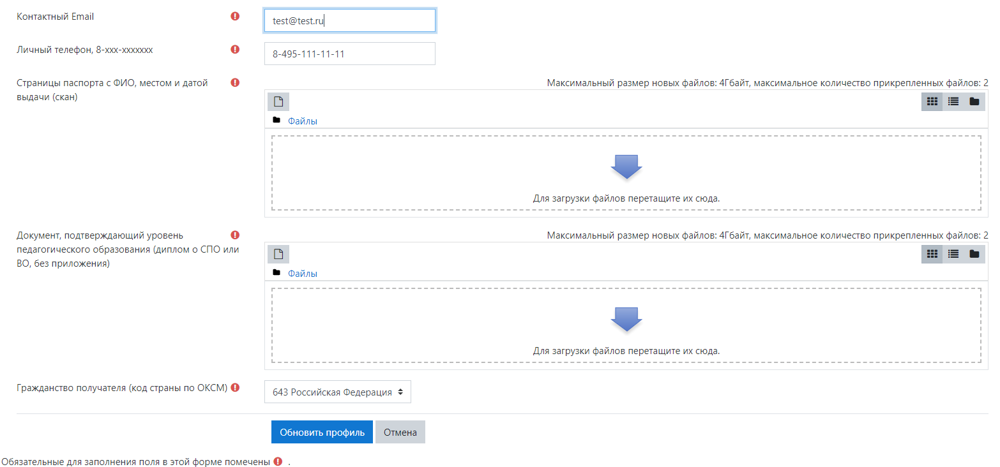 Контактный Email
test@test.ru
Личный телефон, 8-xxx-xxxxxxx
8-495-111-11-11
Страницы паспорта с ФИО, местом и датой
выдачи (скан)
Максимальный размер новых файлов: 4Гбайт, максимальное количество прикрепленных файлов: 2
Файлы
Для загрузки файлов перетащите их сюда.
Документ, подтверждающий уровень
педагогического образования (диплом о СПО или
ВО, без приложения)
Максимальный размер новых файлов: 4Гбайт, максимальное количество прикрепленных файлов: 2
Файлы
Для загрузки файлов перетащите их сюда.
Гражданство получателя (код страны по ОКСМ)
643 Российская Федерация
Обновить профиль
Отмена
Обязательные для заполнения поля в этой форме помечены .